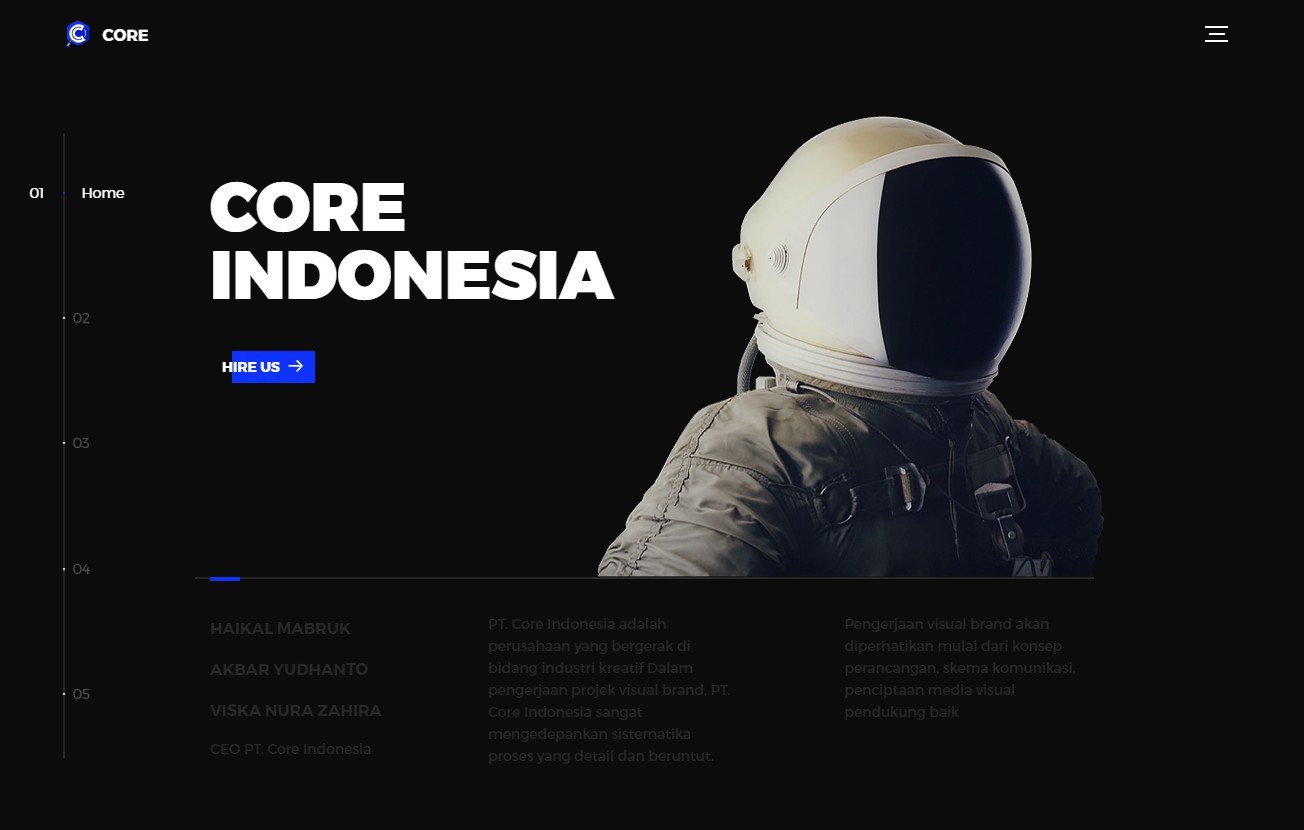 CORE
01 Home
CORE
INDONESIA
02
HIRE US
03
04
05
HAIKAL MABRUK
AKBAR YUDHANTO
VISKA NURA ZAHIRA
CEO PT. Core Indonesia
PT. Core Indonesia adalah
perusahaan yang bergerak di
bidang industri kreatif Dalam
pengerjaan projek visual brand, PT.
Core Indonesia sangat
mengedepankan sistematika
proses yang detail dan beruntut.
Pengerjaan visual brand akan
diperhatikan mulai dari konsep
perancangan, skema komunikasi,
penciptaan media visual
pendukung baik